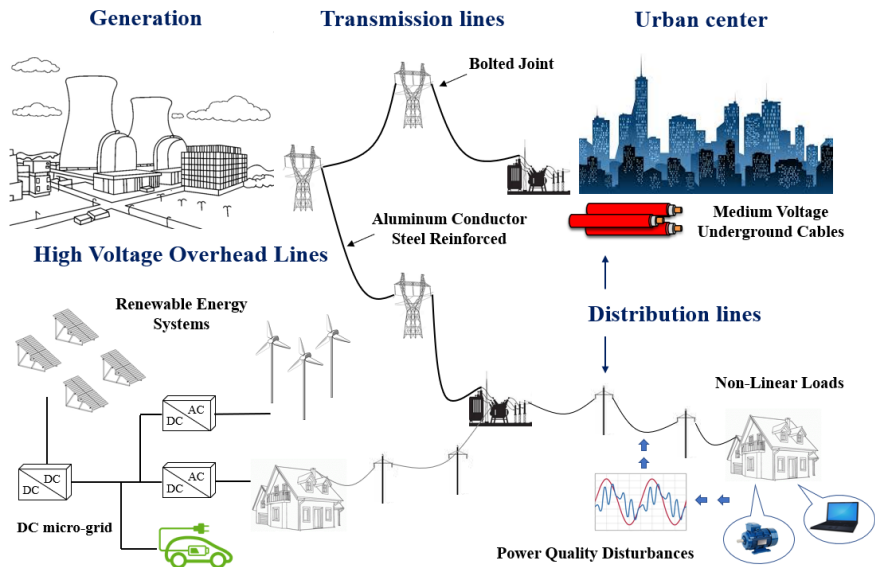 Generation
Transmission lines
Urban center
Bolted Joint
Aluminum Conductor
Steel Reinforced
Medium Voltage
Underground Cables
High Voltage Overhead Lines
Renewable Energy
Systems
Distribution lines
Non-Linear Loads
AC
DC
DC
DC
AC
DC
DC micro-grid
Power Quality Disturbances